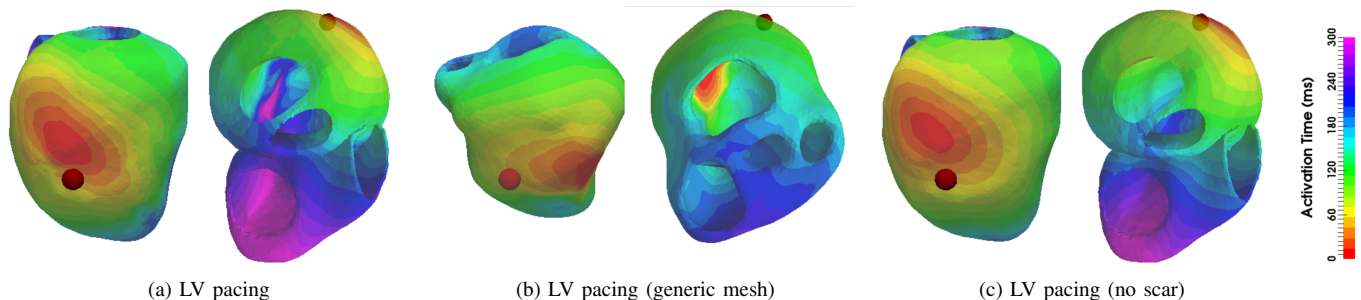 (a) LV pacing
(b) LV pacing (generic mesh)
(c) LV pacing (no scar)
Activation Time (ms)
0 60 120 180 240 300